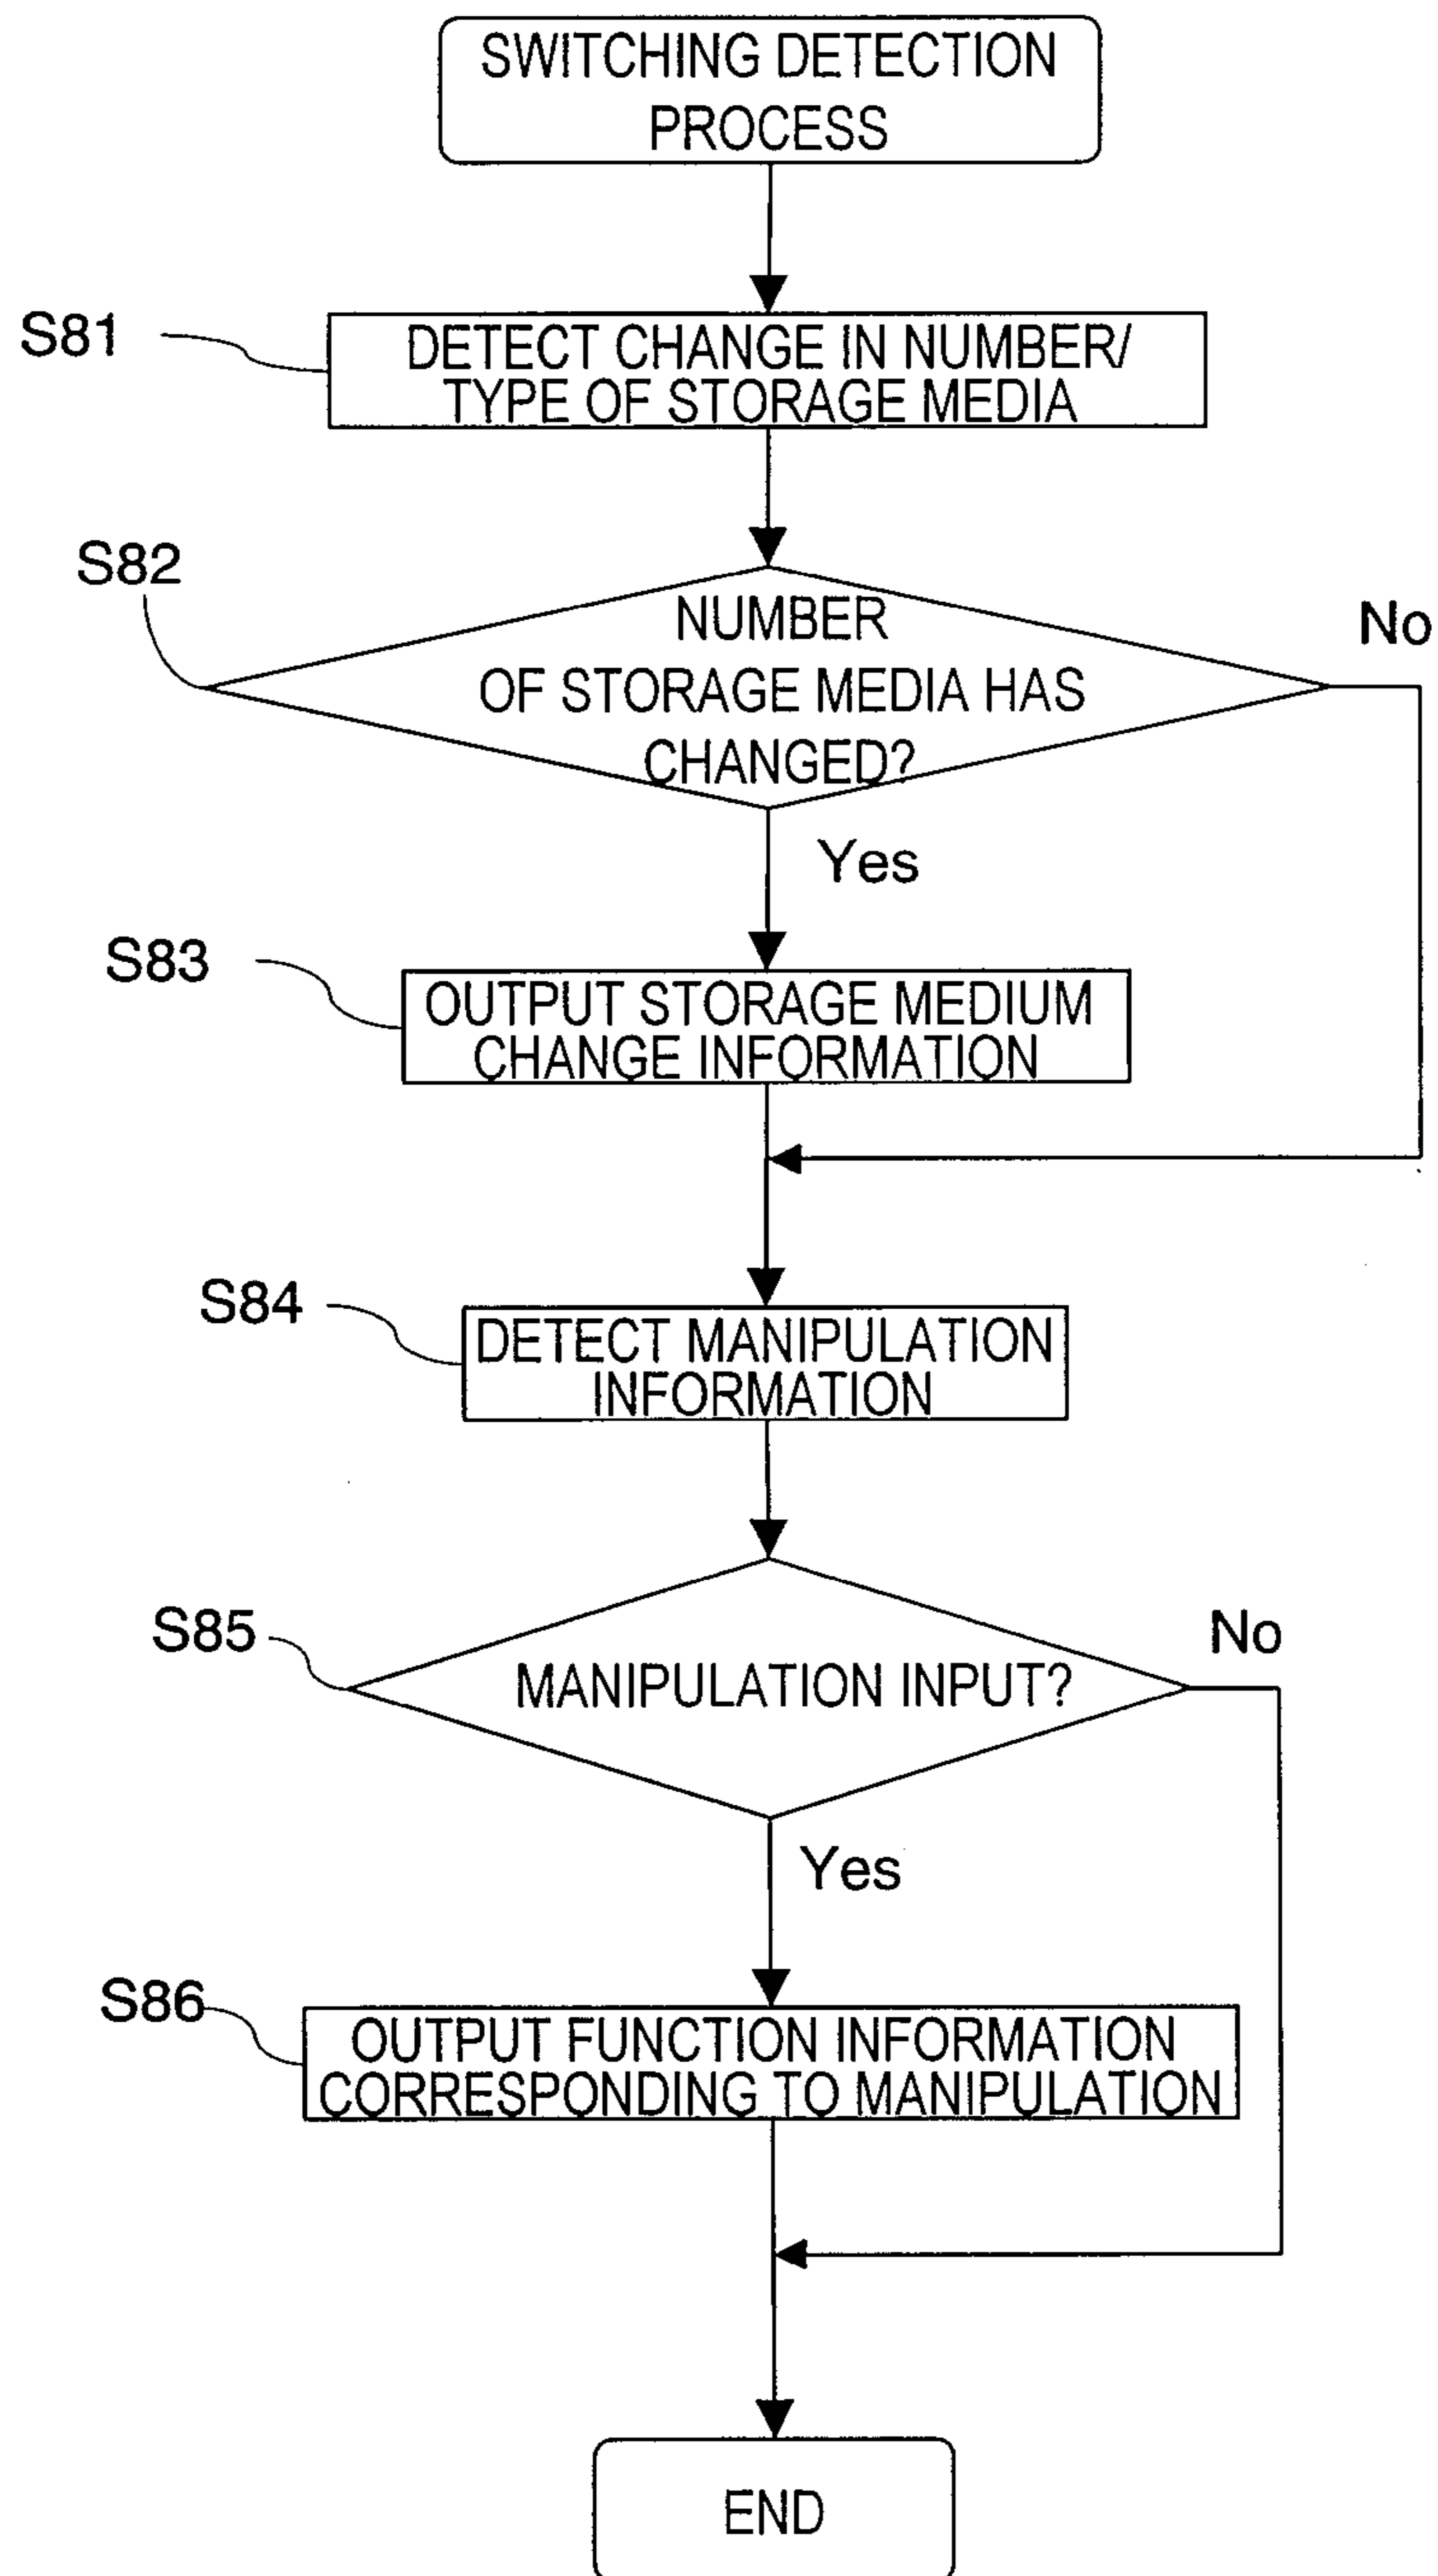 SWITCHING DETECTION
PROCESS
S81
DETECT CHANGE IN NUMBER/
TYPE OF STORAGE MEDIA
S82
NUMBER
OF STORAGE MEDIA HAS
CHANGED?
No
Yes
S83
OUTPUT STORAGE MEDIUM
CHANGE INFORMATION
S84
DETECT MANIPULATION
INFORMATION
S85
MANIPULATION INPUT?
No
Yes
S86
OUTPUT FUNCTION INFORMATION
CORRESPONDING TO MANIPULATION
END